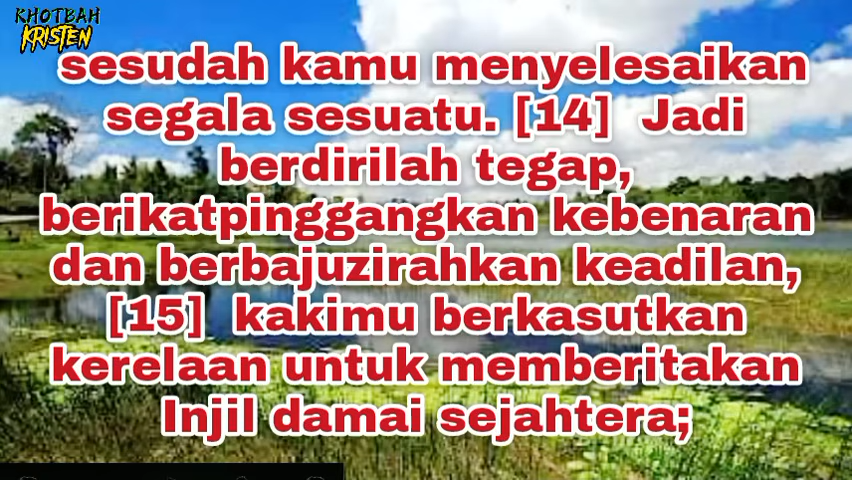 KHOTBAH
KRISTEN
sesudah kamu menyelesaikan
segala sesuatu. [14] Jadi
berdirilah tegap,
berikatpinggangkan kebenaran
dan berbajuzirahkan keadilan,
[15] kakimu berkasutkan
kerelaan untuk memberitakan
Injil damai sejahtera;